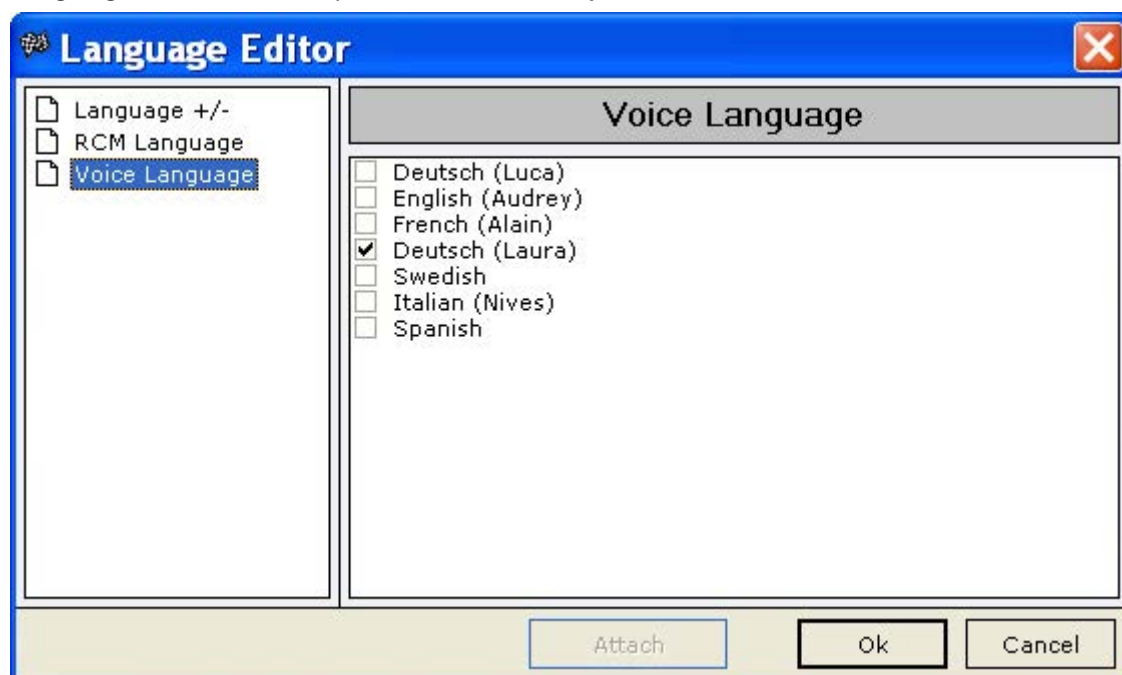 Language Editor
Language +/-
RCM Language
Voice Language
Voice Language
Deutsch (Luca)
English (Audrey)
French (Alain)
Deutsch (Laura)
Swedish
Italian (Nives)
Spanish
Attach
Ok
Cancel